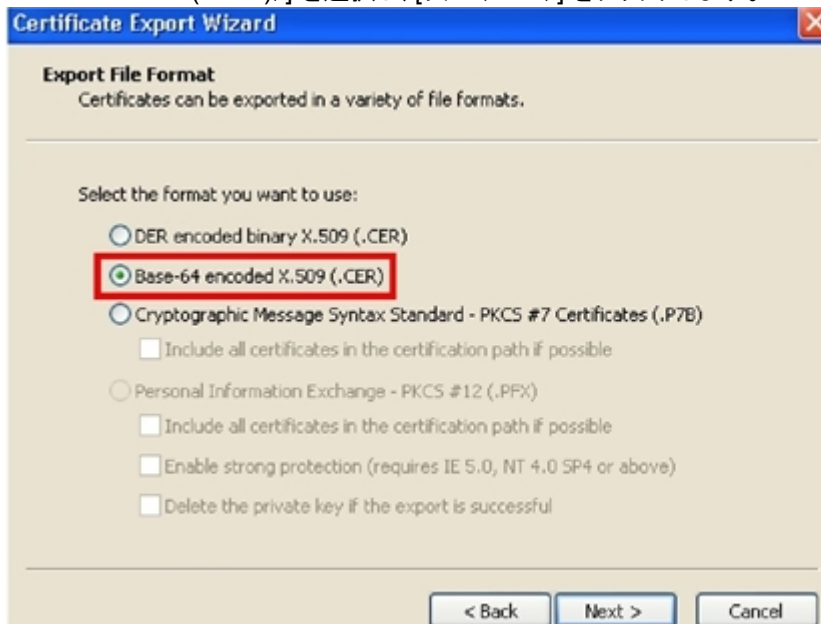 Certificate Export Wizard
Export File Format
Certificates can be exported in a variety of file formats.
Select the format you want to use:
DER encoded binary X.509 (.CER)
Base-64 encoded X.509 (.CER)
Cryptographic Message Syntax Standard - PKCS #7 Certificates (.P7B)
Include all certificates in the certification path if possible
Personal Information Exchange - PKCS #12 (.PFX)
Include all certificates in the certification path if possible
Enable strong protection (requires IE 5.0, NT 4.0 SP4 or above)
Delete the private key if the export is successful
< Back Next > Cancel